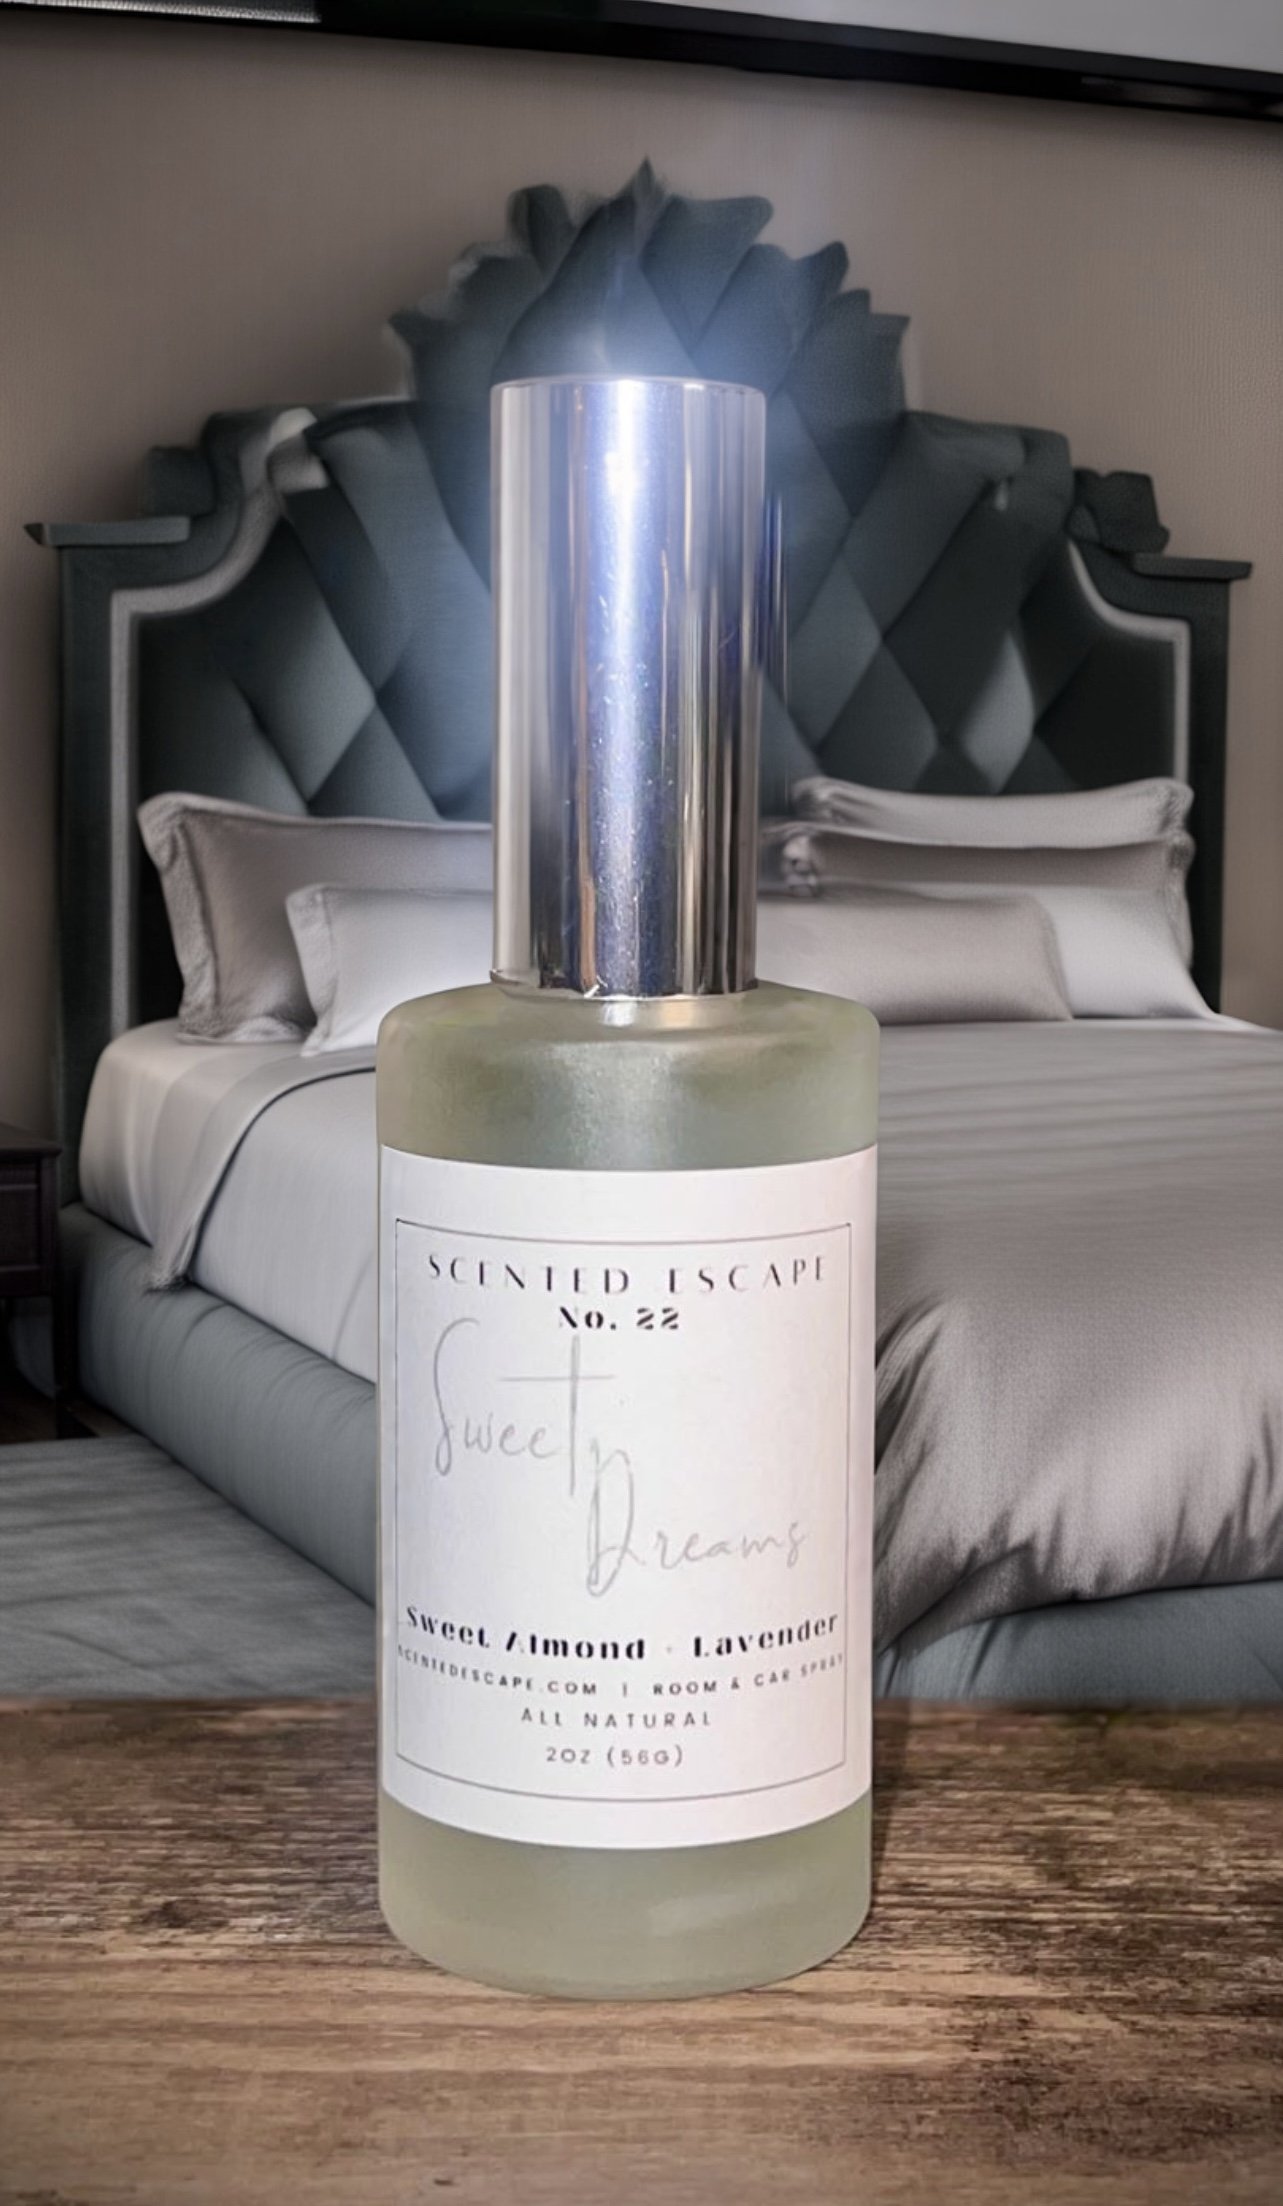 SCENTED ESCAPE
No. 22
Sweet
Dreams
Sweet Almond · Lavender
SCENTEDESCAPE.COM | ROOM & CAR SPRAY
ALL NATURAL
2OZ (56G)